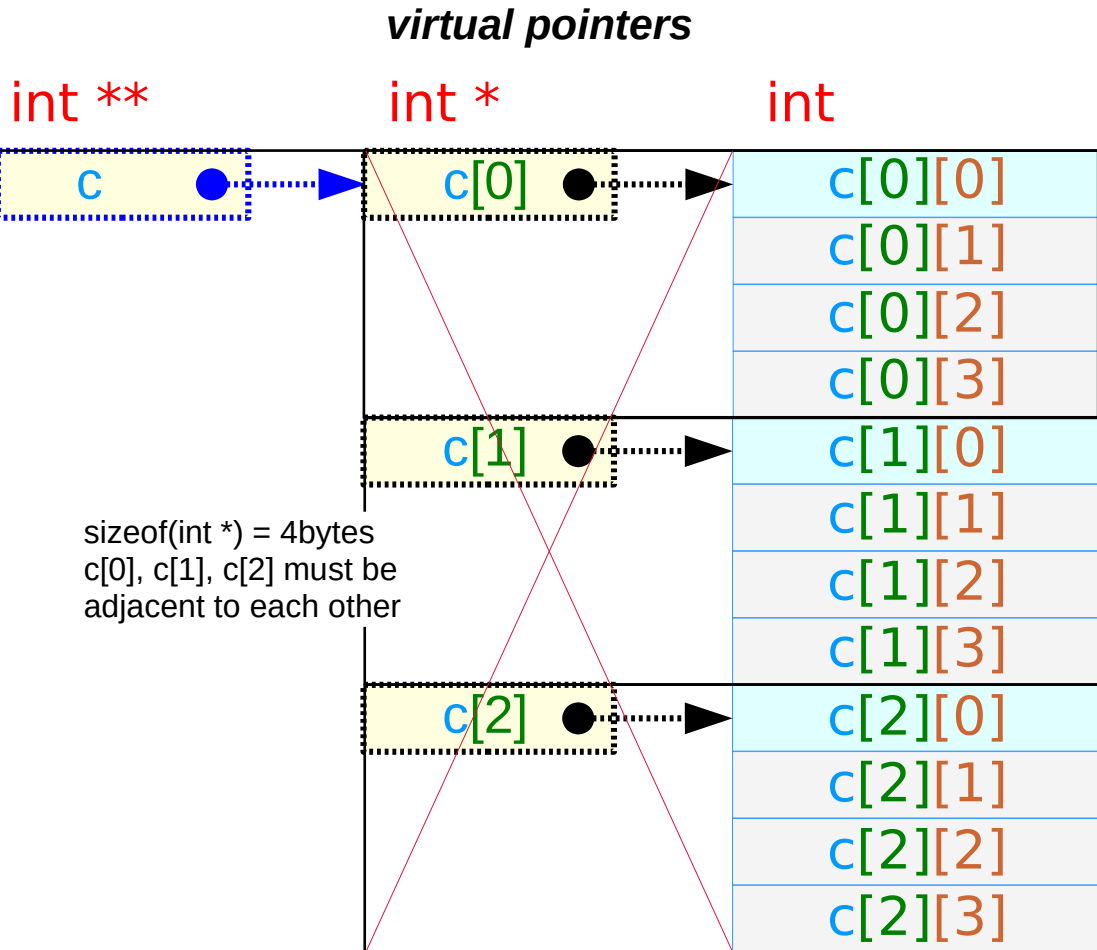 virtual pointers
int ** int * int
c c[0] c[0][0]
c[0][1]
c[0][2]
c[0][3]
c[1] c[1][0]
c[1][1]
c[1][2]
c[1][3]
sizeof(int *) = 4bytes
c[0], c[1], c[2] must be
adjacent to each other
c[2] c[2][0]
c[2][1]
c[2][2]
c[2][3]